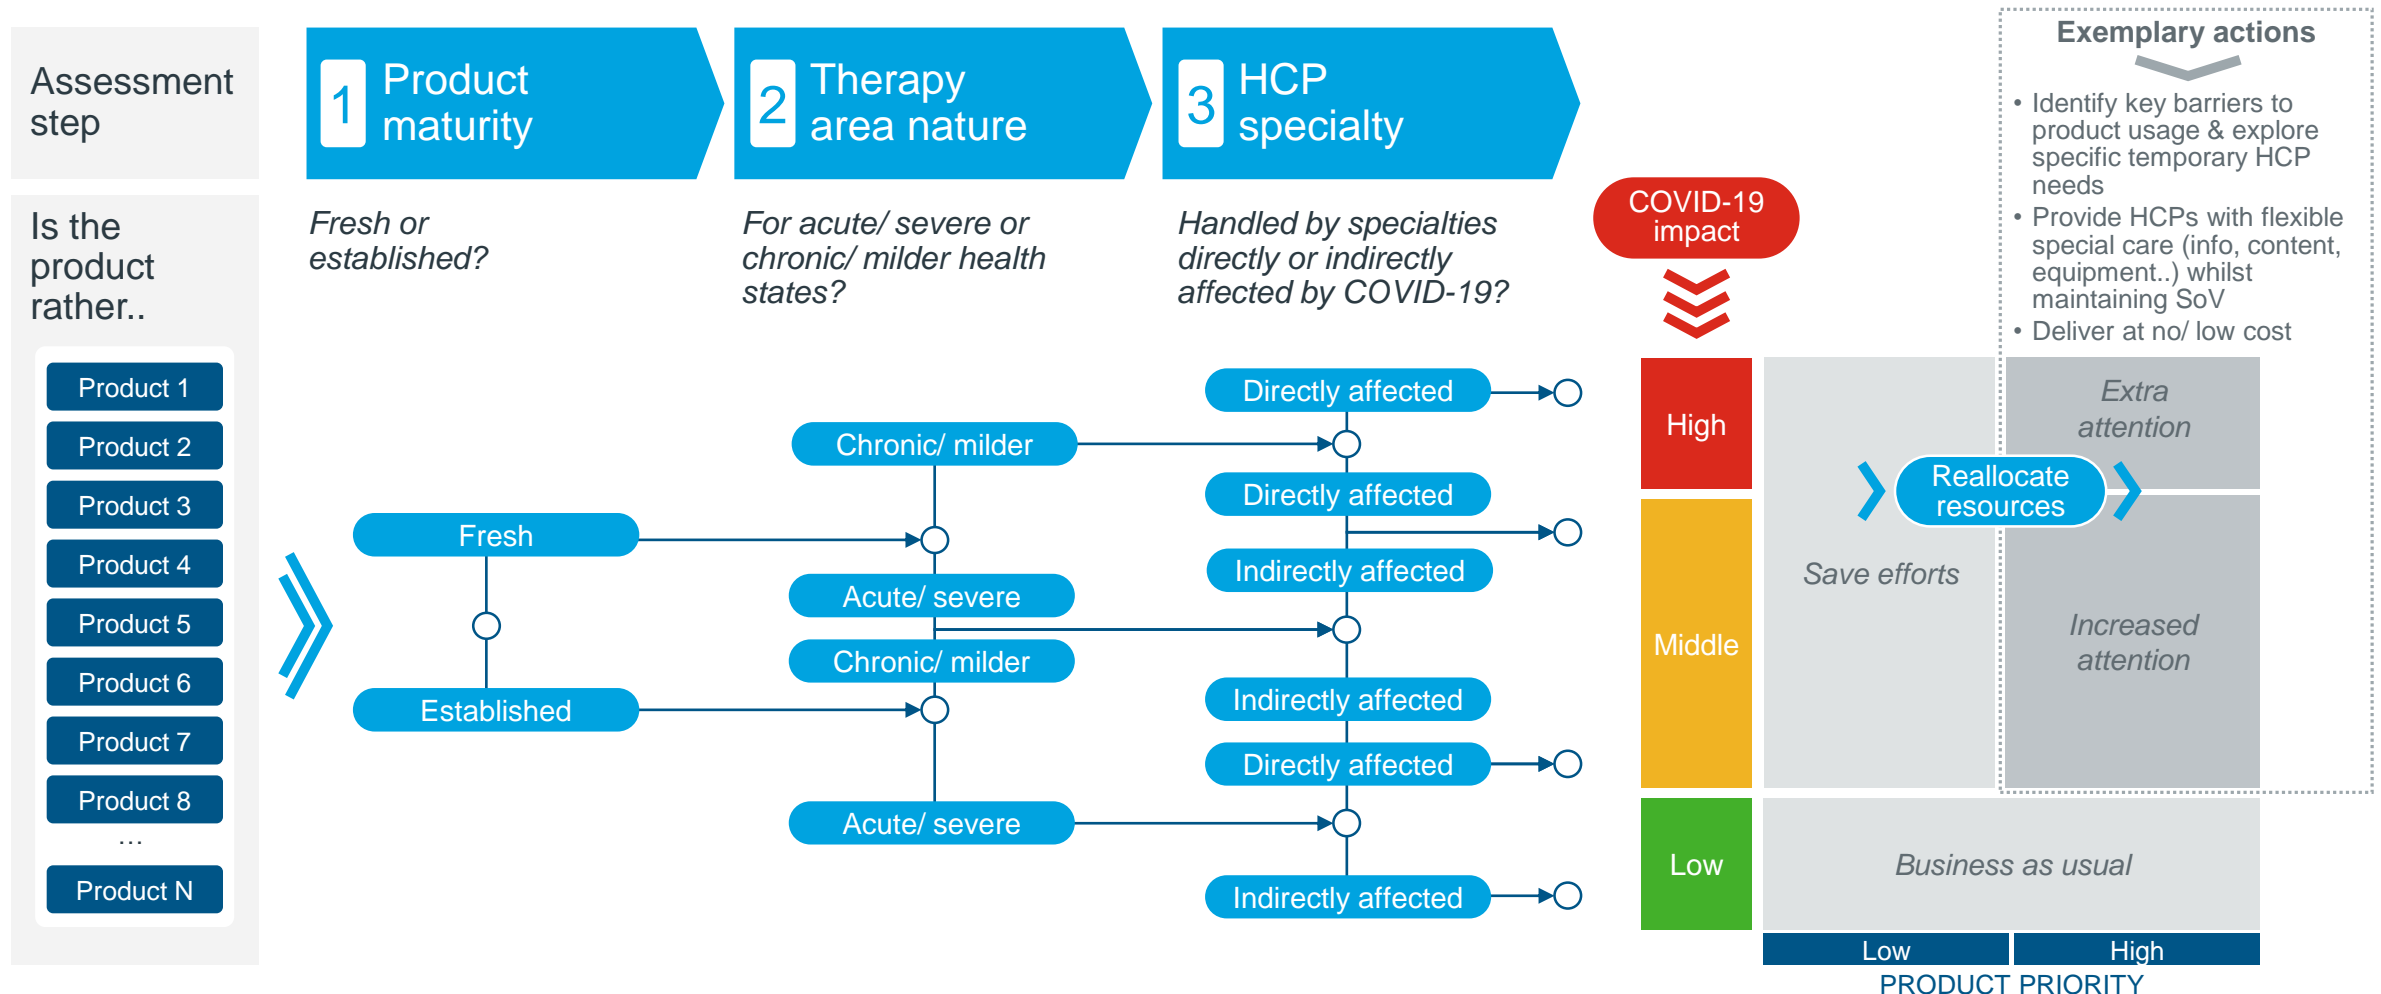 Assessment
step
1
Product
maturity
2
Therapy
area nature
3
HCP
specialty
Is the
product
rather..
Fresh or
established?
For acute/ severe or
chronic/ milder health
states?
Handled by specialties
directly or indirectly
affected by COVID-19?
COVID-19
impact
Exemplary actions
• Identify key barriers to
product usage & explore
specific temporary HCP
needs
• Provide HCPs with flexible
special care (info, content,
equipment..) whilst
maintaining SoV
• Deliver at no/ low cost
Product 1
Product 2
Product 3
Product 4
Product 5
Product 6
Product 7
Product 8
...
Product N
Fresh
Established
Chronic/ milder
Acute/ severe
Chronic/ milder
Acute/ severe
Directly affected
Directly affected
Indirectly affected
Indirectly affected
Directly affected
Indirectly affected
High
Middle
Low
Extra
attention
Reallocate
resources
Save efforts
Increased
attention
Business as usual
Low
High
PRODUCT PRIORITY